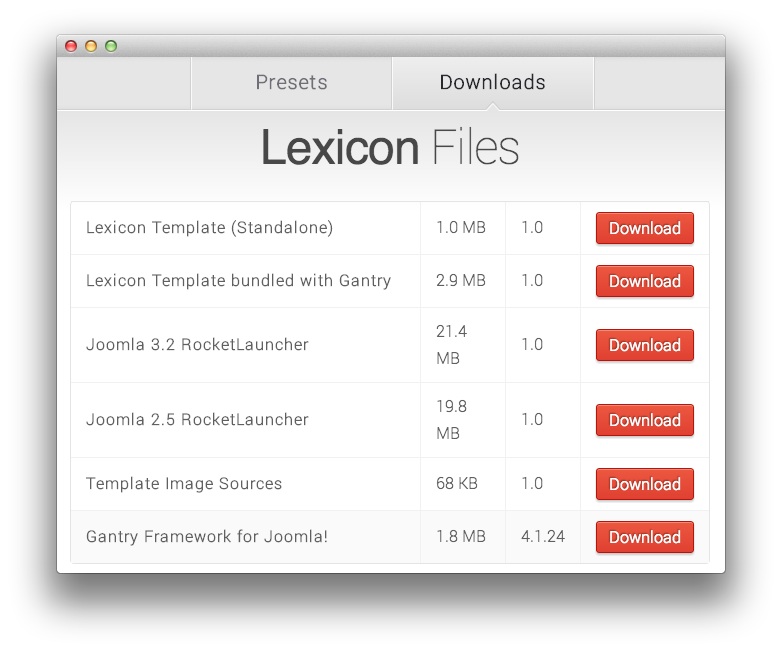 Presets Downloads
Lexicon Files
Lexicon Template (Standalone) 1.0 MB 1.0 Download
Lexicon Template bundled with Gantry 2.9 MB 1.0 Download
Joomla 3.2 RocketLauncher 21.4 MB 1.0 Download
Joomla 2.5 RocketLauncher 19.8 MB 1.0 Download
Template Image Sources 68 KB 1.0 Download
Gantry Framework for Joomla! 1.8 MB 4.1.24 Download